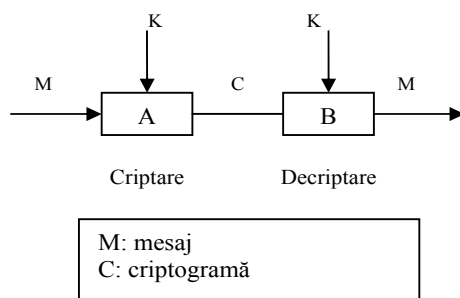 K K
M C M
A B
Criptare Decriptare
M: mesaj
C: criptogramă